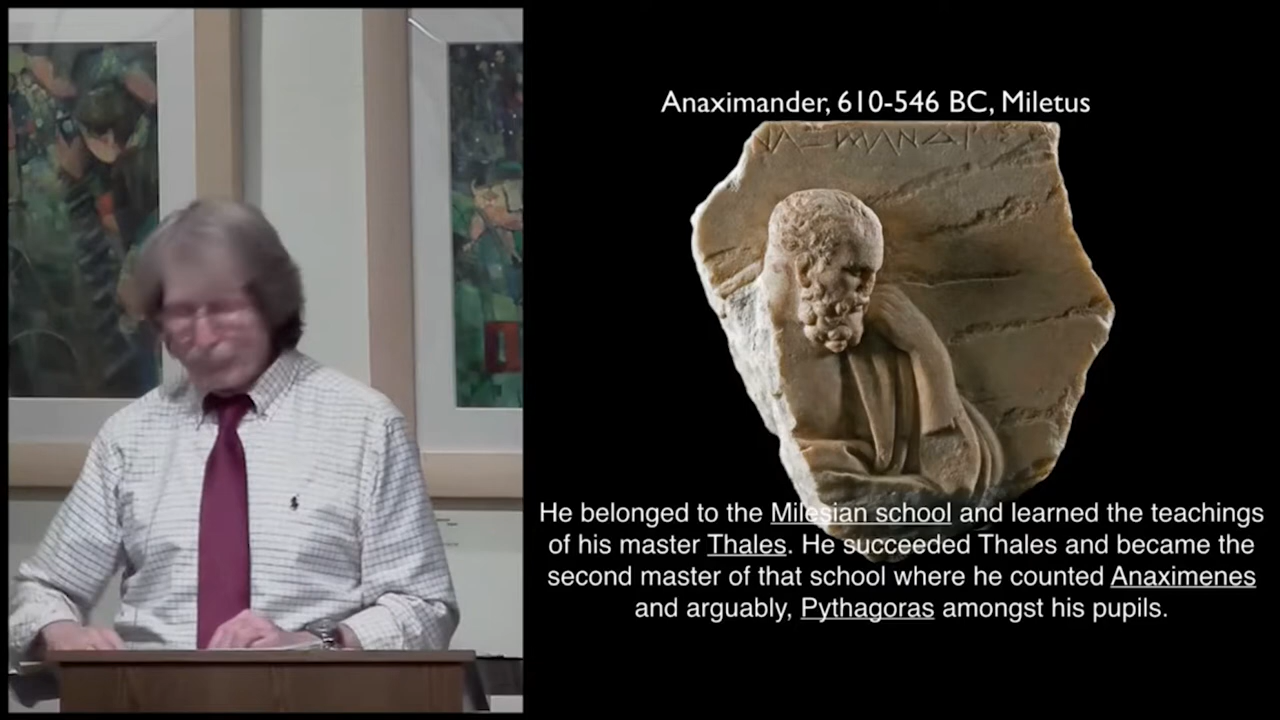 Anaximander, 610-546 BC, Miletus
He belonged to the Milesian school and learned the teachings
of his master Thales. He succeeded Thales and became the
second master of that school where he counted Anaximenes
and arguably, Pythagoras amongst his pupils.